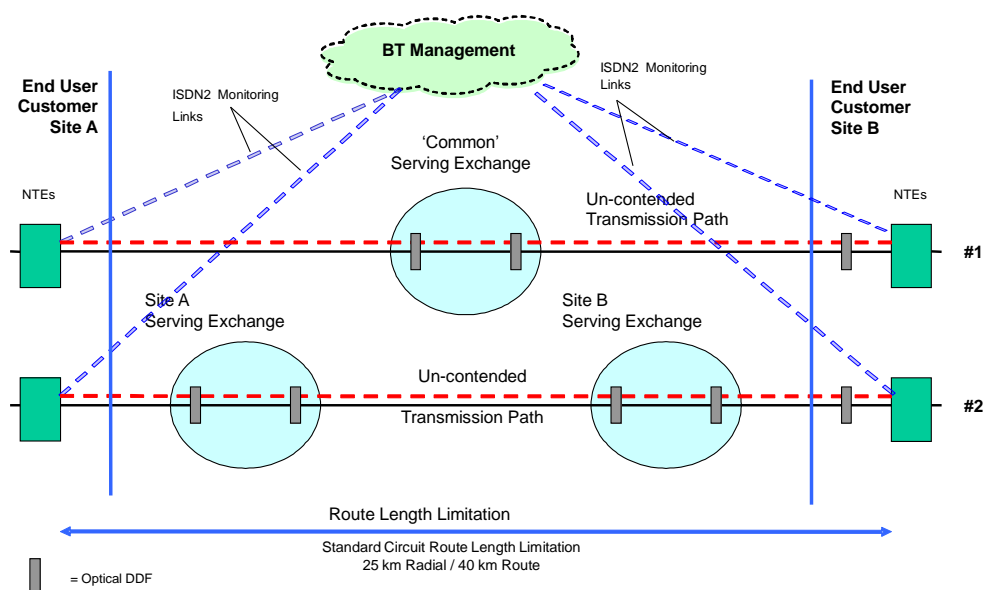 BT Management
End User
Customer
Site A
ISDN2 Monitoring
Links
ISDN2 Monitoring
Links
End User
Customer
Site B
‘Common’
Serving Exchange
NTEs
Un-contended
Transmission Path
NTEs
#1
Site A
Serving Exchange
Site B
Serving Exchange
Un-contended
Transmission Path
#2
Route Length Limitation
Standard Circuit Route Length Limitation
25 km Radial / 40 km Route
= Optical DDF